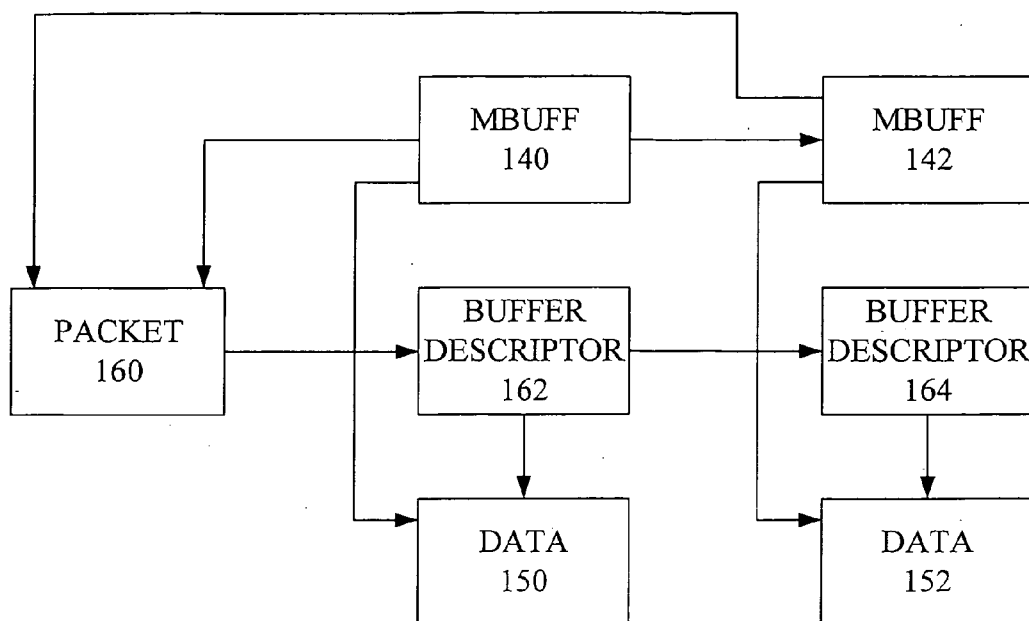 MBUFF
140
MBUFF
142
PACKET
160
BUFFER
DESCRIPTOR
162
BUFFER
DESCRIPTOR
164
DATA
150
DATA
152